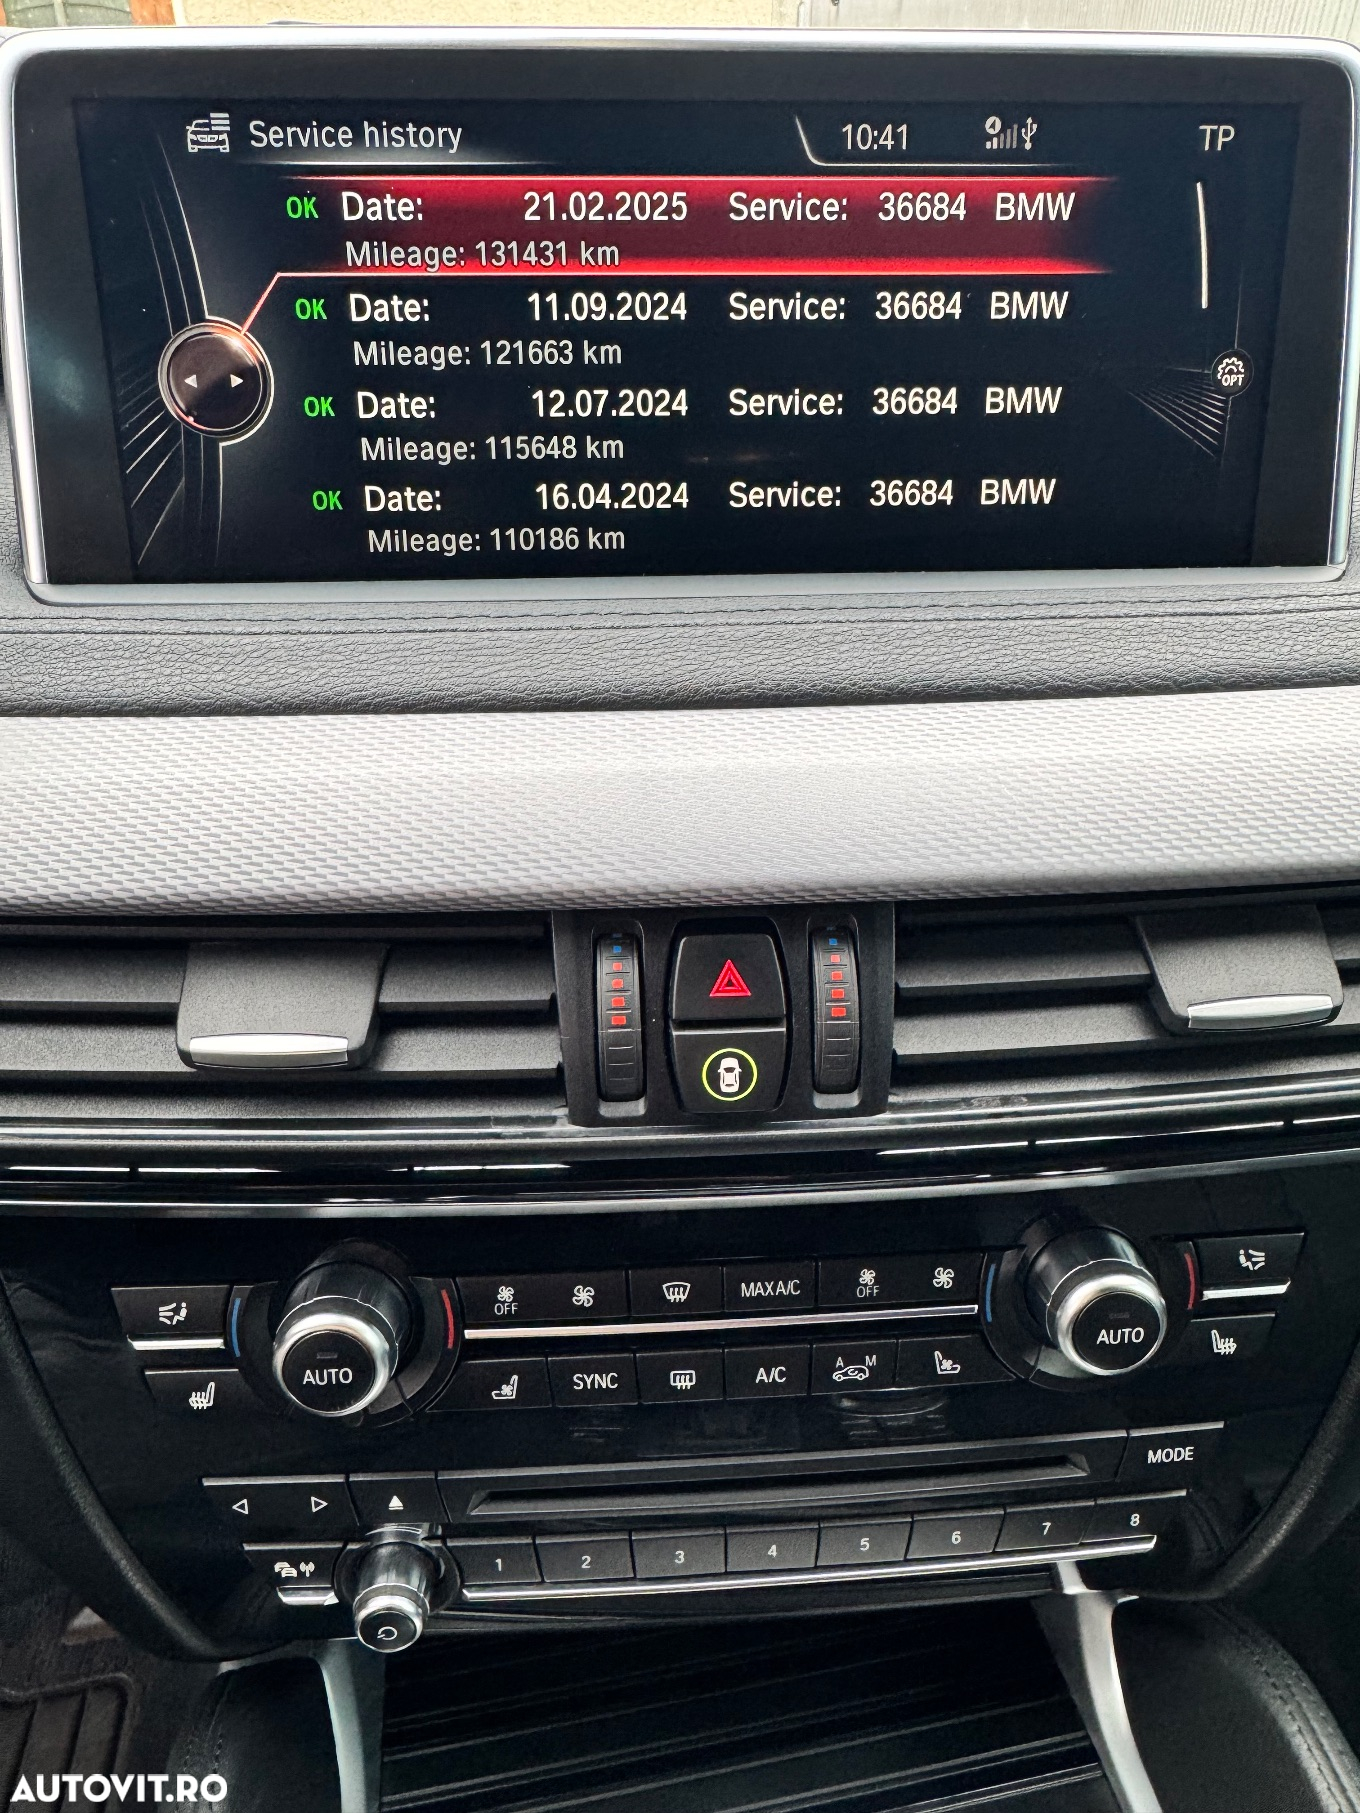 Service history 10:41 TP
OK Date: 21.02.2025 Service: 36684 BMW
Mileage: 131431 km
OK Date: 11.09.2024 Service: 36684 BMW
Mileage: 121663 km
OPT
OK Date: 12.07.2024 Service: 36684 BMW
Mileage: 115648 km
OK Date: 16.04.2024 Service: 36684 BMW
Mileage: 110186 km
OFF MAX A/C OFF
AUTO SYNC A/C A M AUTO
MODE
1 2 3 4 5 6 7 8
AUTOVIT.RO